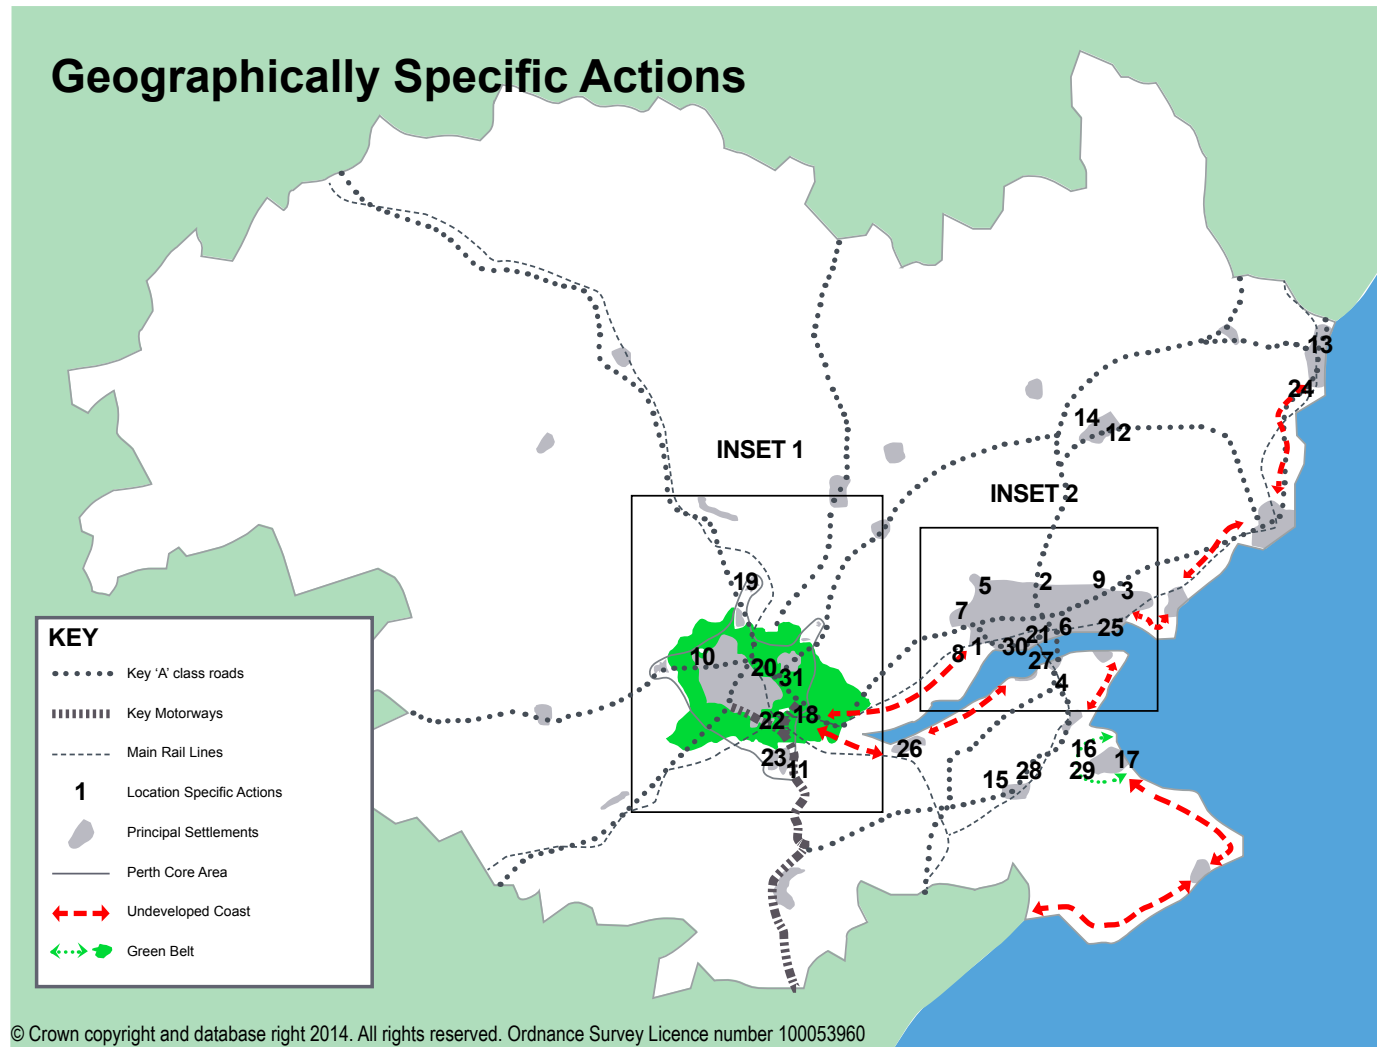 Geographically Specific Actions
13
24
14
12
INSET 1
INSET 2
19
5
2
9
3
7
6
25
21
1
30
8
27
10
20
31
4
18
22
26
16
17
23
11
29
28
15
KEY
Key ‘A’ class roads
Key Motorways
Main Rail Lines
1
Location Specific Actions
Principal Settlements
Perth Core Area
Undeveloped Coast
Green Belt
© Crown copyright and database right 2014. All rights reserved. Ordnance Survey Licence number 100053960